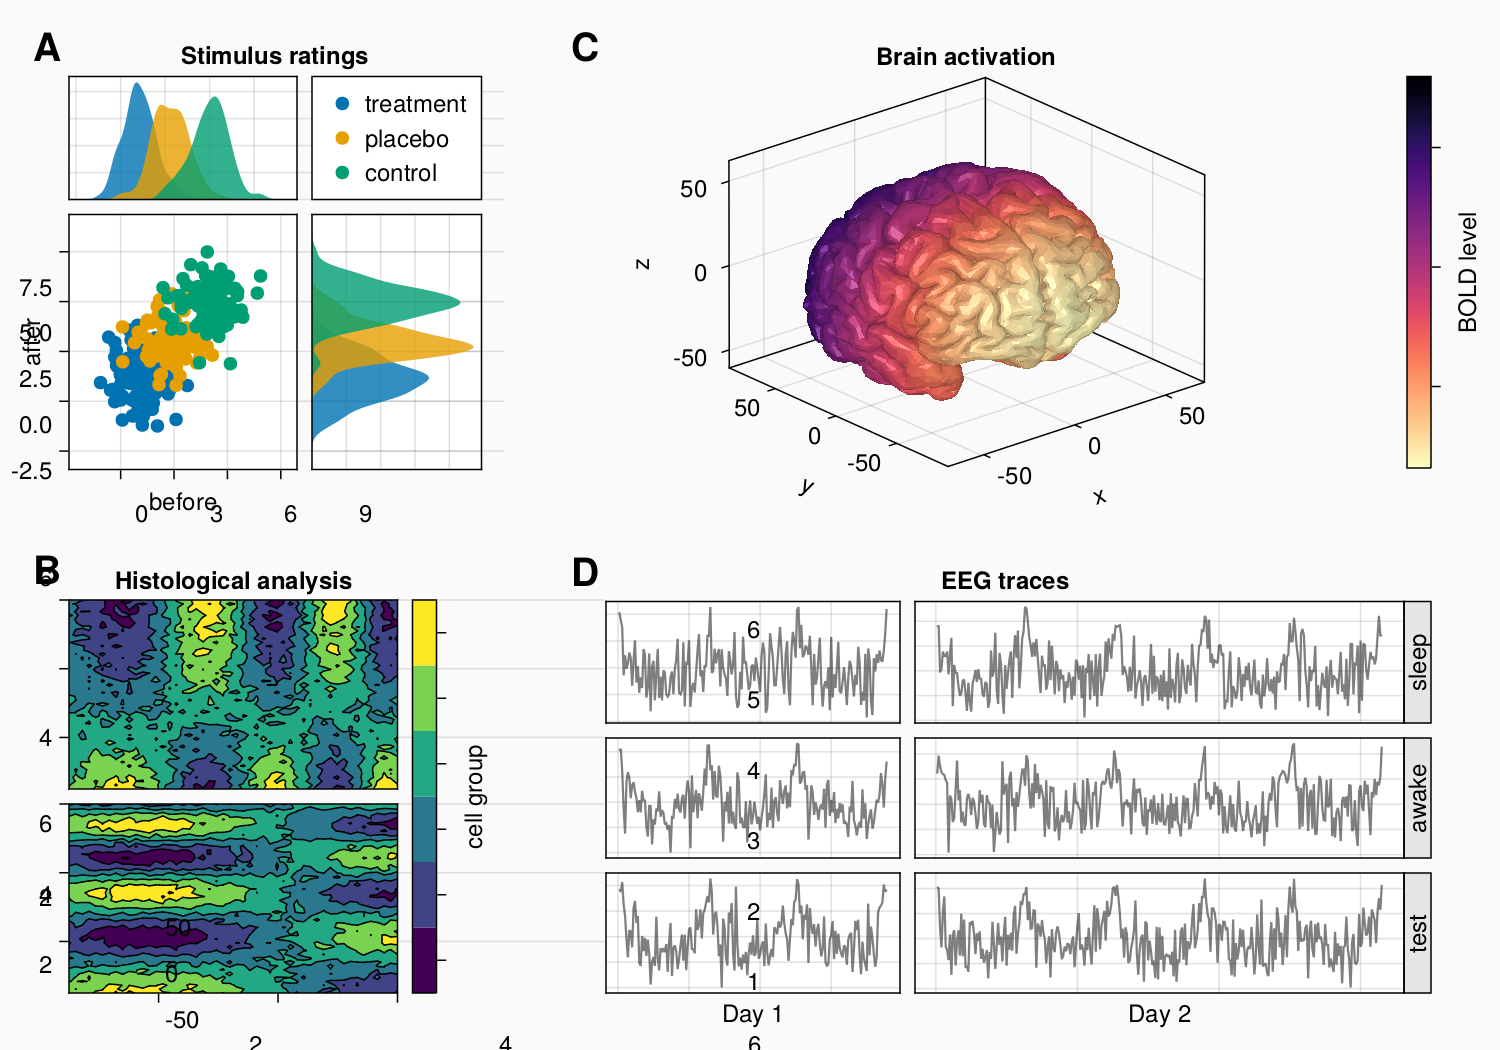 A
Stimulus ratings
treatment
placebo
control
7.5
5.0
after
2.5
0.0
-2.5
before
0
3
6
9
C
Brain activation
50
0
-50
z
50
0
-50
y
-50
0
50
x
BOLD level
B
Histological analysis
6
4
6
4
2
2
50
0
-50
2
4
6
cell group
D
EEG traces
6
5
sleep
4
3
awake
2
1
test
Day 1
Day 2